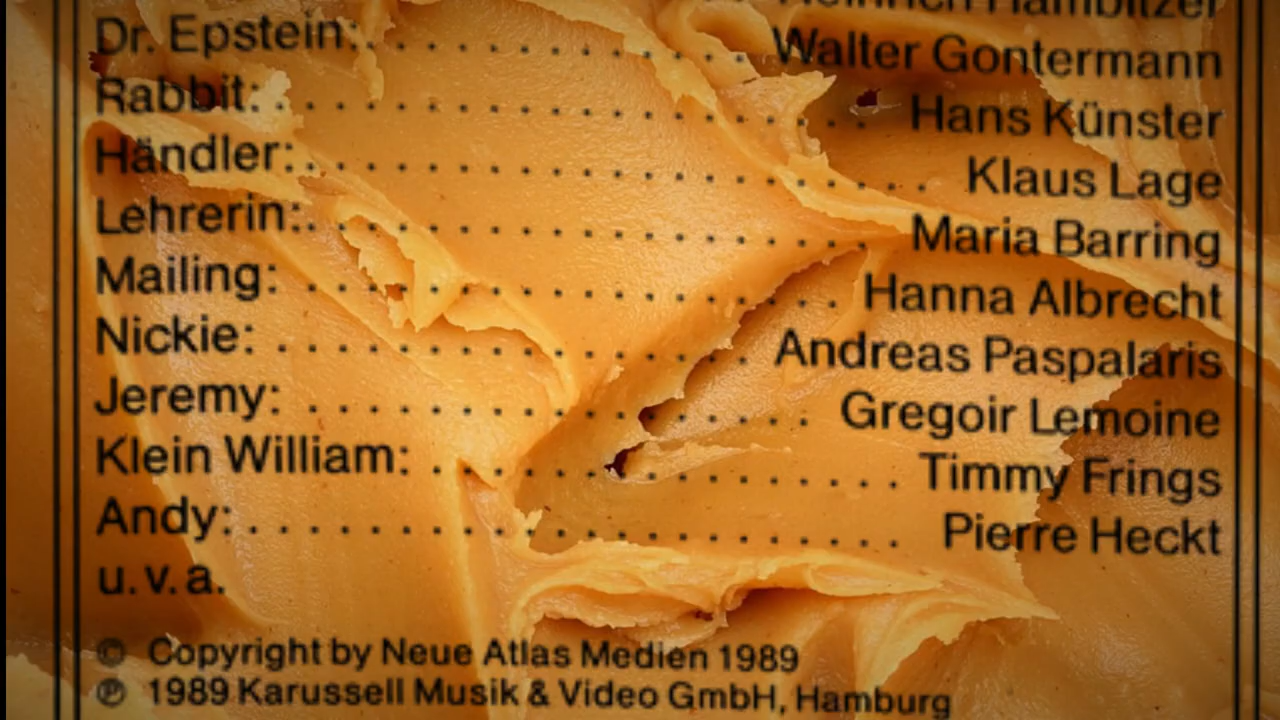 Heinrich Hambitzer
Dr. Epstein: Walter Gontermann
Rabbit: Hans Künster
Händler: Klaus Lage
Lehrerin: Maria Barring
Mailing: Hanna Albrecht
Nickie: Andreas Paspalaris
Jeremy: Gregoir Lemoine
Klein William: Timmy Frings
Andy: Pierre Heckt
u. v. a.
© Copyright by Neue Atlas Medien 1989
℗ 1989 Karussell Musik & Video GmbH, Hamburg